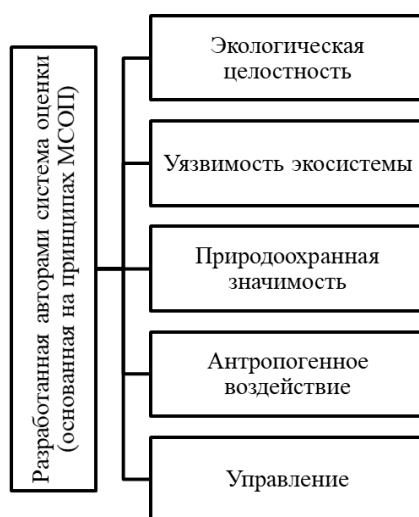 Разработанная авторами система оценки
(основанная на принципах МСОП)
Экологическая
целостность
Уязвимость экосистемы
Природоохранная
значимость
Антропогенное
воздействие
Управление